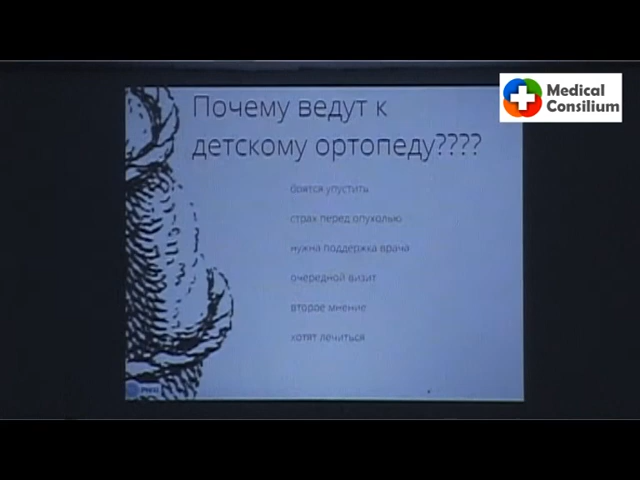 Medical
Consilium
Почему ведут к
детскому ортопеду????
боятся упустить
страх перед опухолью
нужна поддержка врача
очередной визит
второе мнение
хотят лечиться